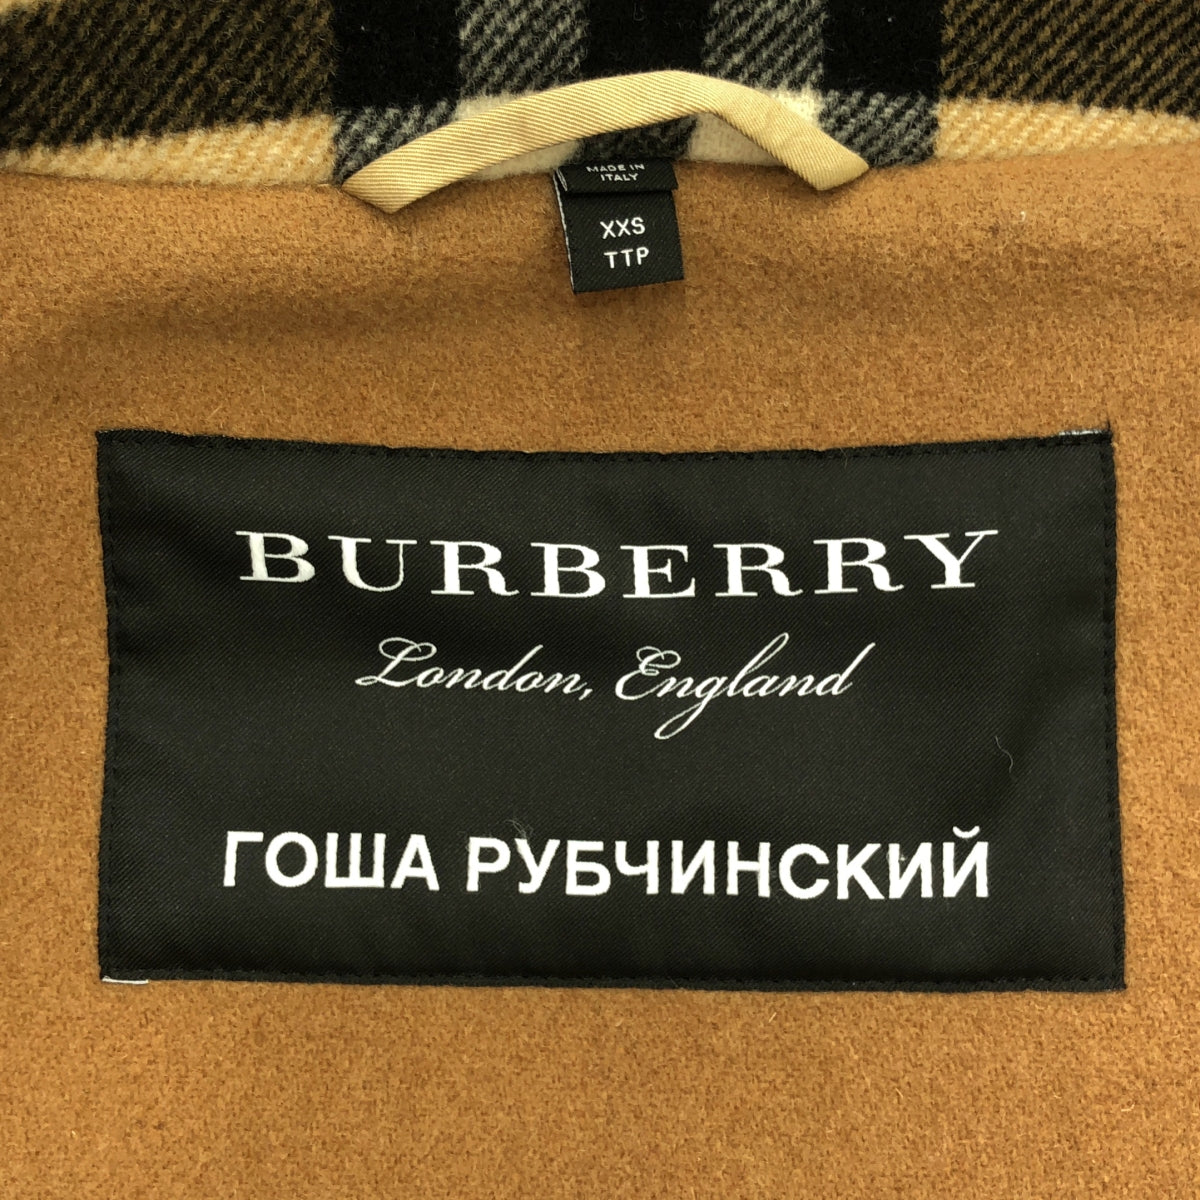 MADE IN
ITALY
XXS
TTP
BURBERRY
London, England
ГОША РУБЧИНСКИЙ